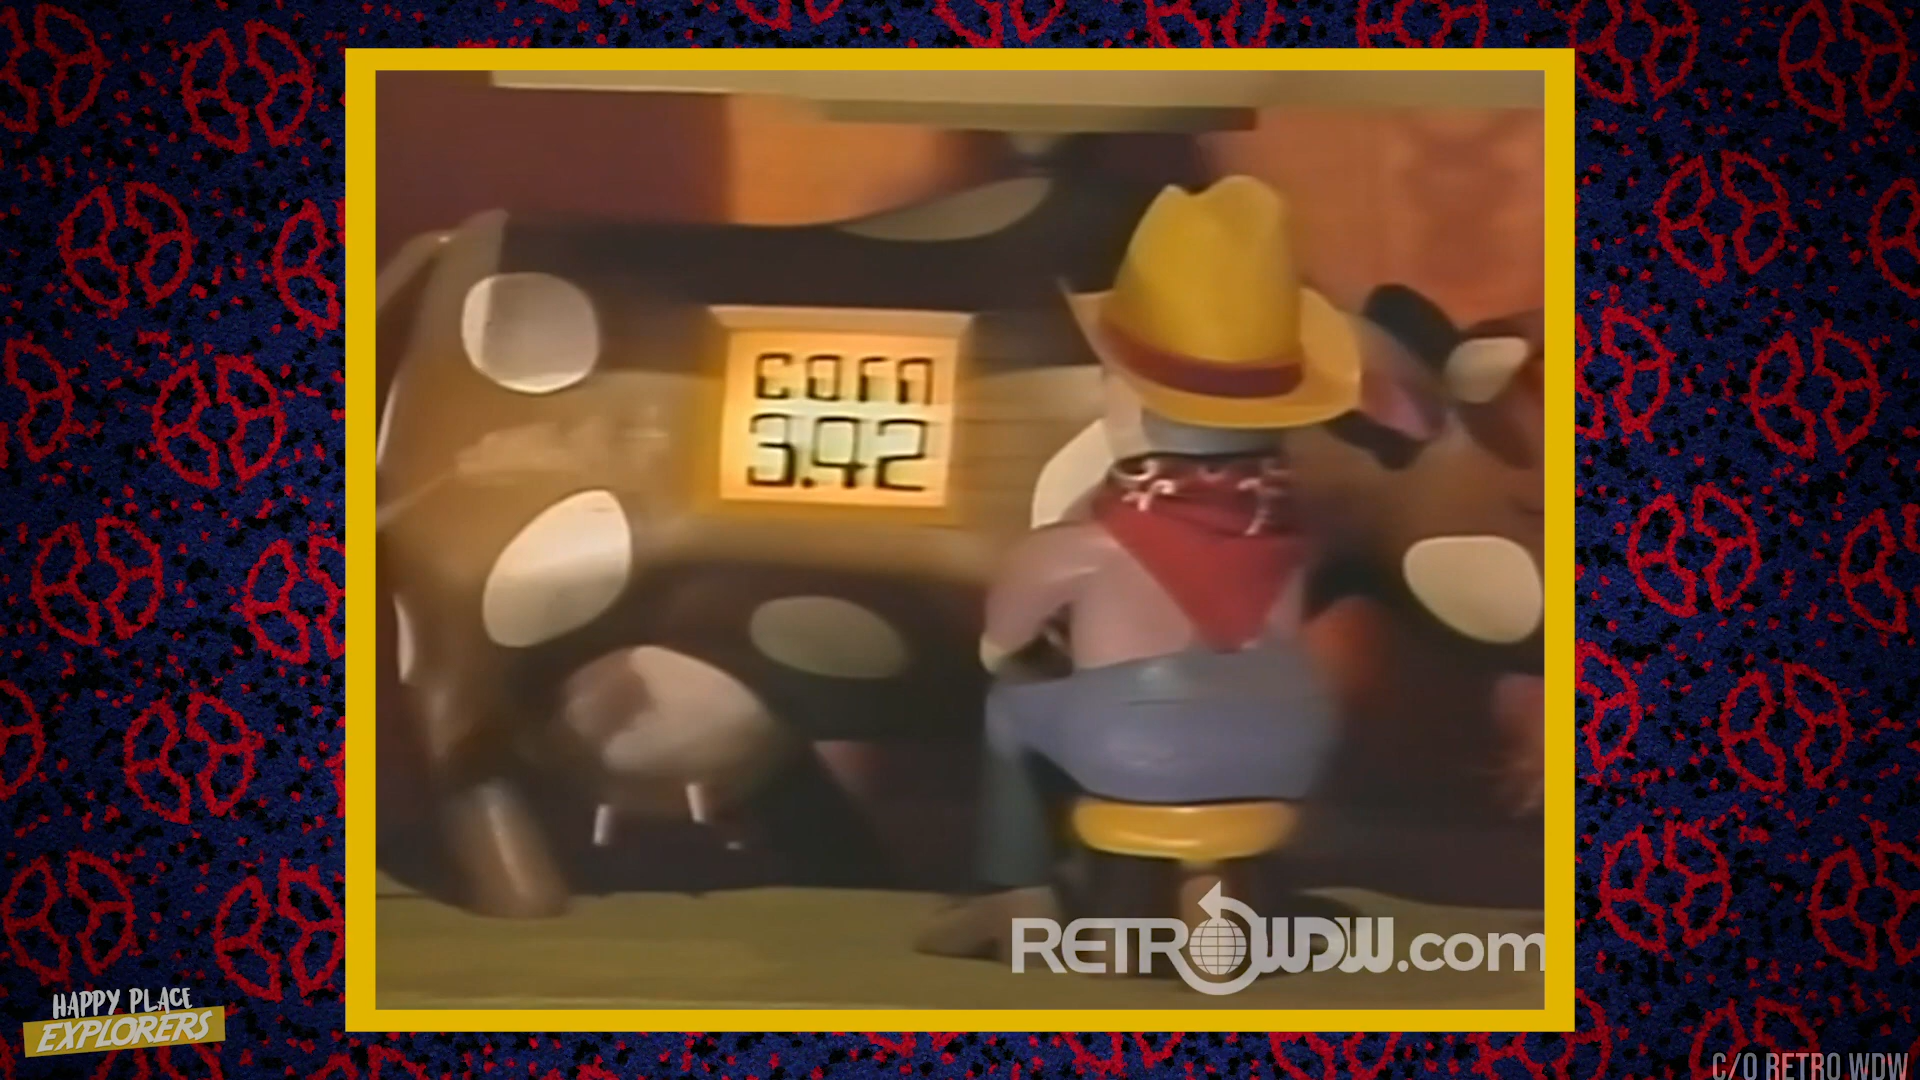 corn
3.42
RETROWDW.com
HAPPY PLACE
EXPLORERS
C/O RETRO WDW